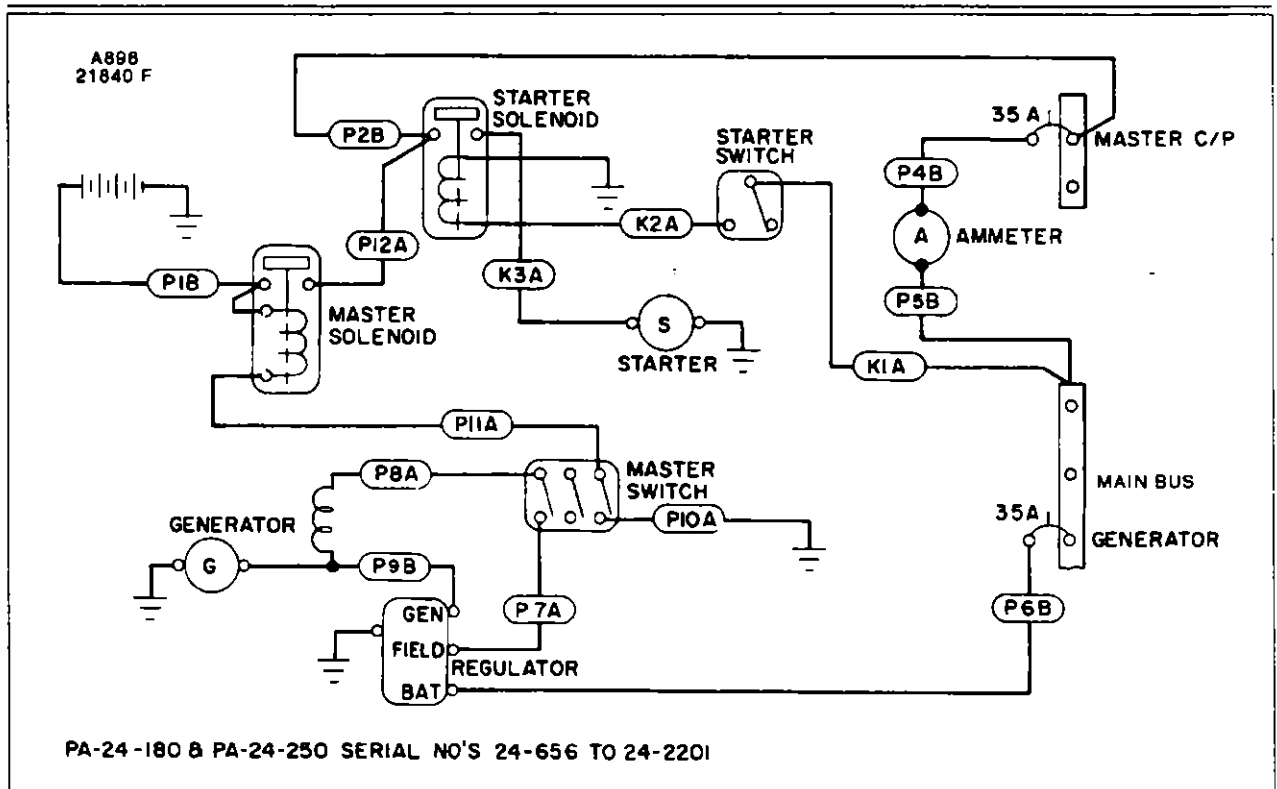 A898
21840 F
STARTER
SOLENOID
P2B
STARTER
SWITCH
35 A
MASTER C/P
P4B
K2A
P12A
A
AMMETER
P1B
K3A
P5B
MASTER
SOLENOID
S
STARTER
K1A
P11A
P8A
MASTER
SWITCH
MAIN BUS
P10A
35A
GENERATOR
GENERATOR
G
P9B
P7A
P6B
GEN
FIELD
REGULATOR
BAT
PA-24-180 & PA-24-250 SERIAL NO'S 24-656 TO 24-2201